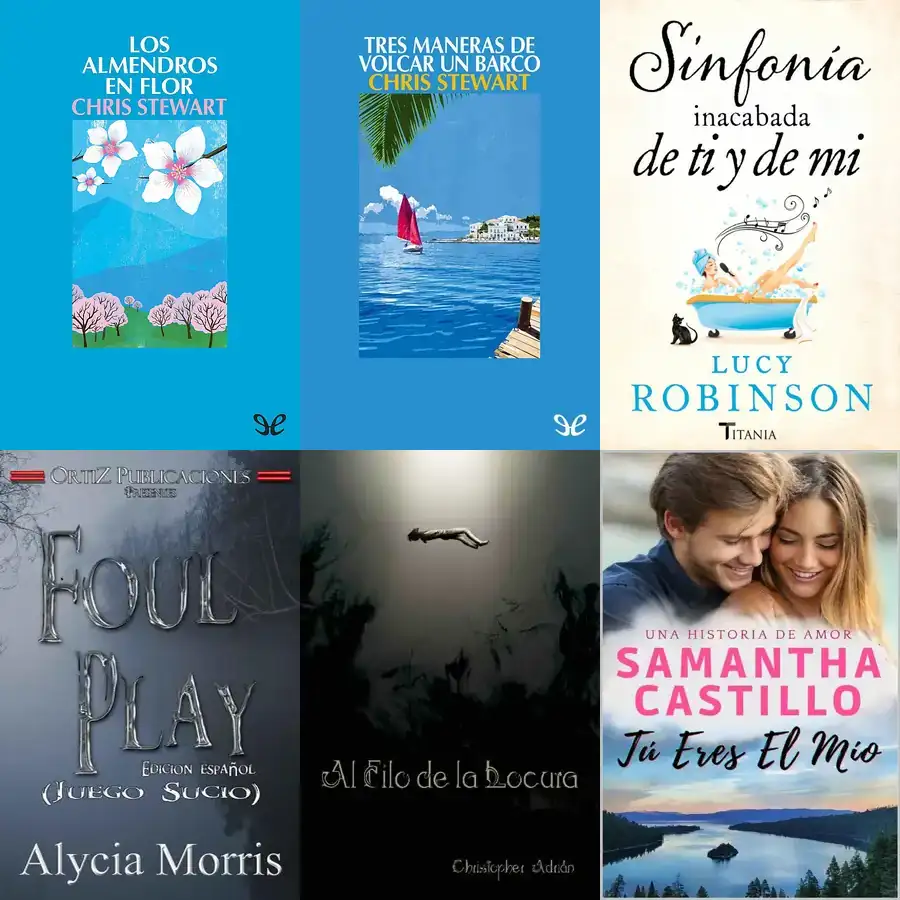 LOS
ALMENDROS
EN FLOR
CHRIS STEWART
TRES MANERAS DE
VOLCAR UN BARCO
CHRIS STEWART
Sinfonía
inacabada
de ti y de mi
LUCY
ROBINSON
TITANIA
ORTIZ PUBLICACIONES
PRESENTES
FOUL
PLAY
EDICION ESPAÑOL
(JUEGO SUCIO)
Alycia Morris
Al Filo de la Locura
Christopher Adrián
UNA HISTORIA DE AMOR
SAMANTHA
CASTILLO
Tú Eres El Mío